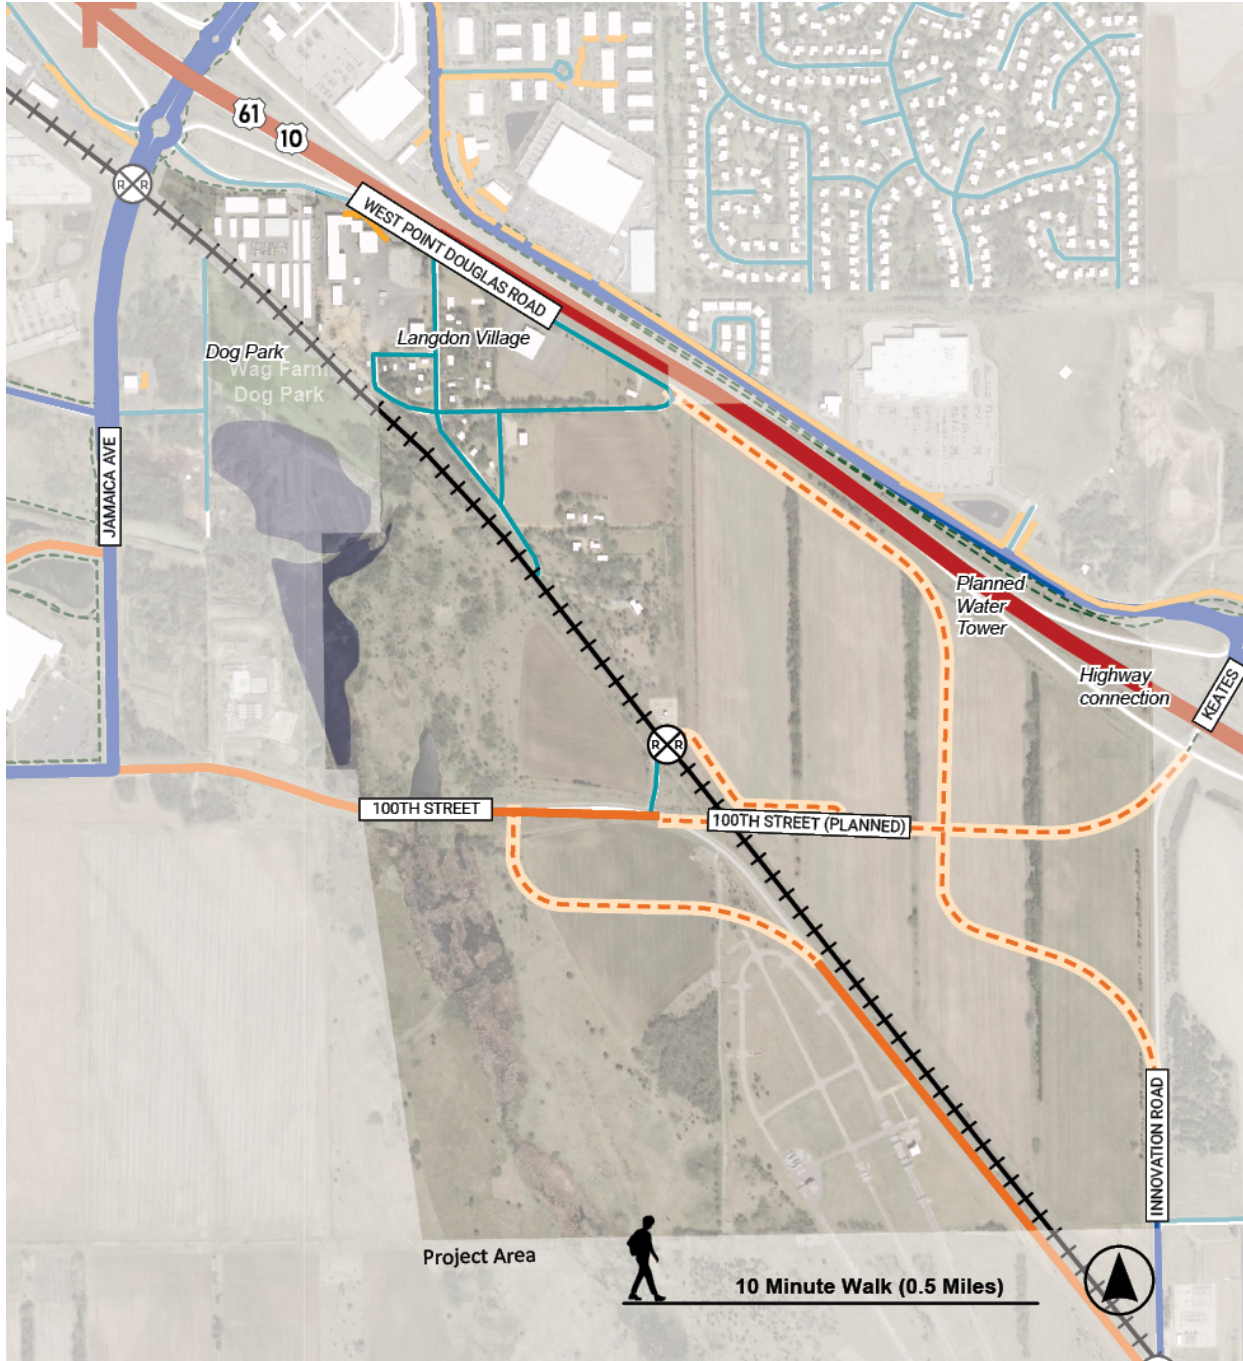 61
10
R R
WEST POINT DOUGLAS ROAD
Langdon Village
Dog Park
Wag Farm
Dog Park
JAMAICA AVE
Planned
Water
Tower
Highway
connection
KEATES
R R
100TH STREET
100TH STREET (PLANNED)
INNOVATION ROAD
Project Area
10 Minute Walk (0.5 Miles)